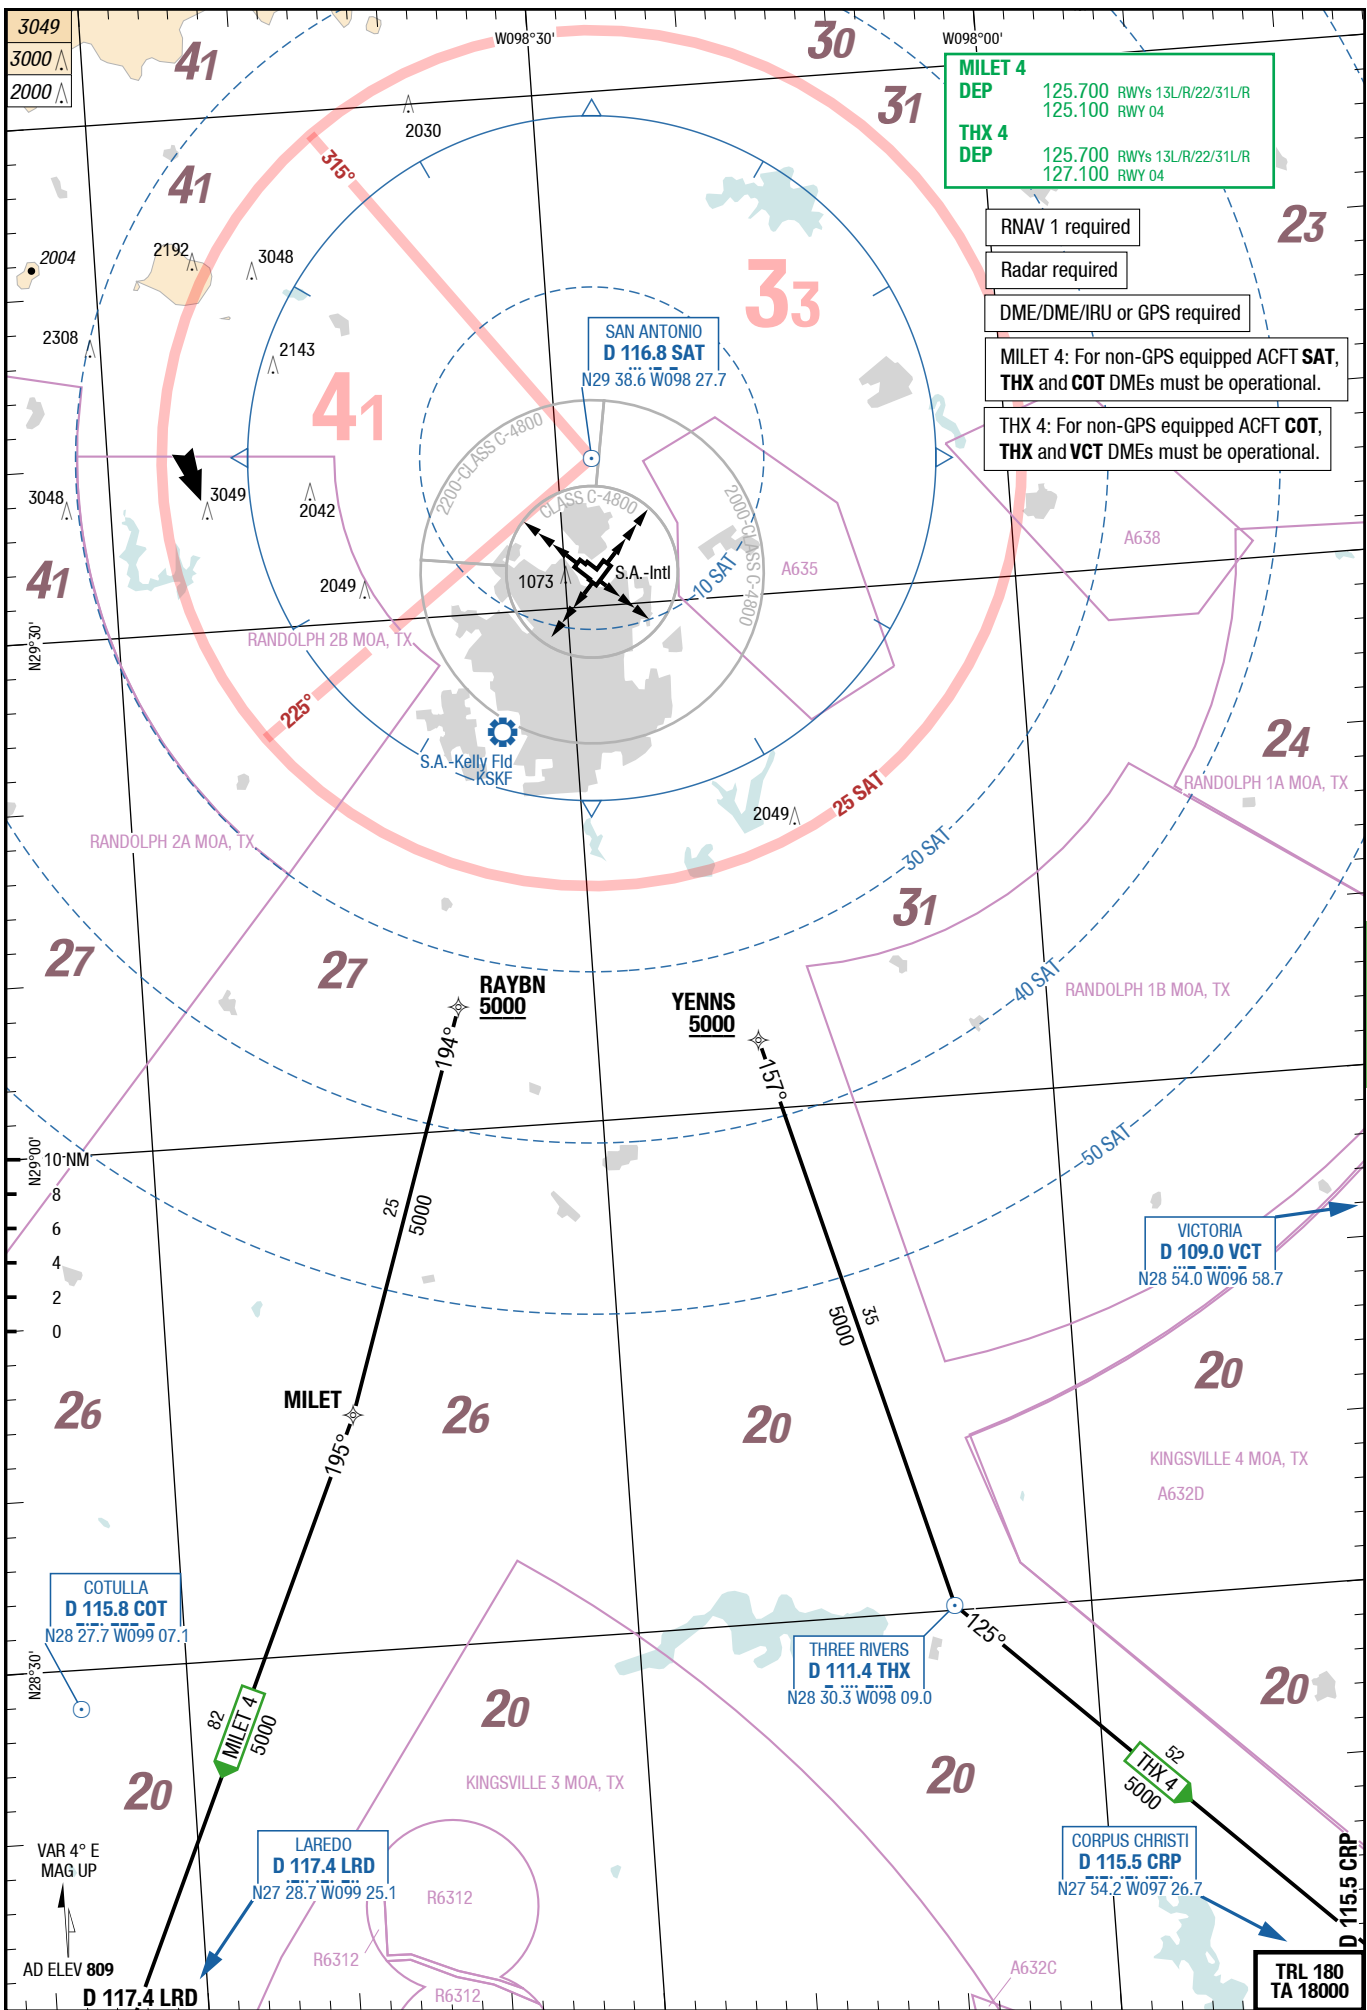 3049
3000
2000
41
W098°30'
30
W098°00'
31
MILET 4
DEP 125.700 RWYs 13L/R/22/31L/R
125.100 RWY 04
THX 4
DEP 125.700 RWYs 13L/R/22/31L/R
127.100 RWY 04
2030
315°
41
RNAV 1 required
23
Radar required
DME/DME/IRU or GPS required
MILET 4: For non-GPS equipped ACFT SAT,
THX and COT DMEs must be operational.
THX 4: For non-GPS equipped ACFT COT,
THX and VCT DMEs must be operational.
2004
2192
3048
2308
2143
33
SAN ANTONIO
D 116.8 SAT
N29 38.6 W098 27.7
41
2200-CLASS C-4800
CLASS C-4800
2000-CLASS C-4800
3048
3049
2042
2049
1073
S.A.-Intl
10 SAT
A635
A638
41
N29°30'
RANDOLPH 2B MOA, TX
225°
S.A.-Kelly Fld
KSKF
24
RANDOLPH 1A MOA, TX
2049
25 SAT
RANDOLPH 2A MOA, TX
30 SAT
31
27
27
RAYBN
5000
YENNS
5000
40 SAT
RANDOLPH 1B MOA, TX
194°
157°
N29°00'
10 NM
8
6
4
2
0
50 SAT
25
5000
VICTORIA
D 109.0 VCT
N28 54.0 W096 58.7
35
5000
20
26
MILET
26
20
195°
KINGSVILLE 4 MOA, TX
A632D
COTULLA
D 115.8 COT
N28 27.7 W099 07.1
125°
THREE RIVERS
D 111.4 THX
N28 30.3 W098 09.0
N28°30'
20
20
82
MILET 4
5000
20
KINGSVILLE 3 MOA, TX
20
52
THX 4
5000
VAR 4° E
MAG UP
LAREDO
D 117.4 LRD
N27 28.7 W099 25.1
CORPUS CHRISTI
D 115.5 CRP
N27 54.2 W097 26.7
D 115.5 CRP
R6312
R6312
R6312
A632C
AD ELEV 809
D 117.4 LRD
TRL 180
TA 18000